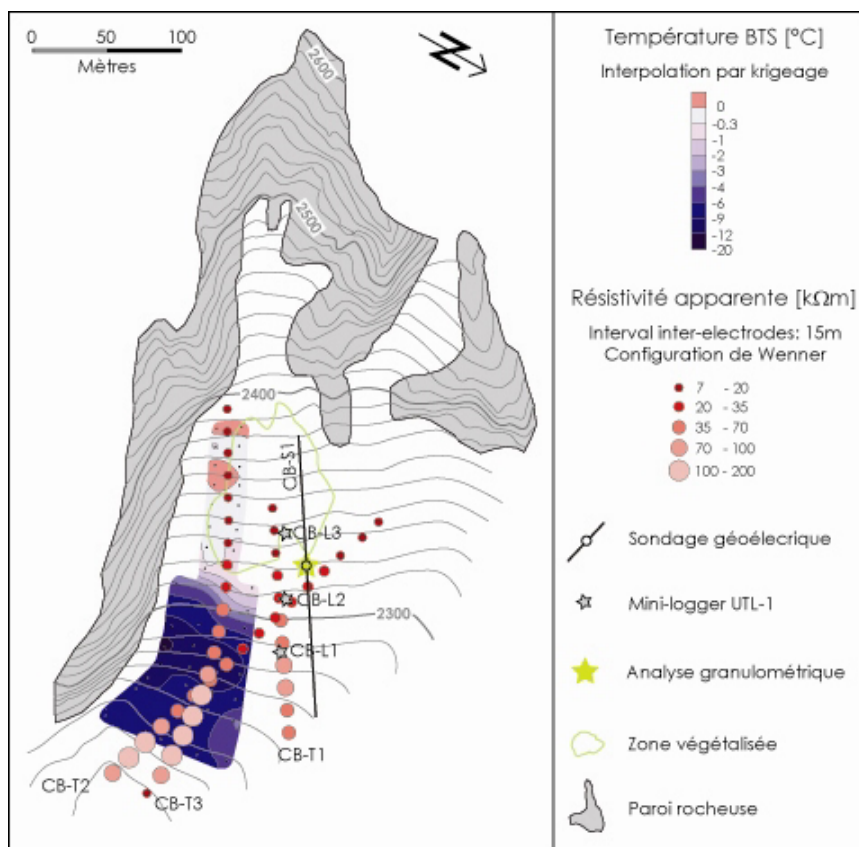 0 50 100
Mètres
N
2600
2500
2400
CB-S1
CB-L3
CB-L2
2300
CB-L1
CB-T1
CB-T2
CB-T3
Température BTS [°C]
Interpolation par krigeage
0
-0.3
-1
-2
-3
-4
-6
-9
-12
-20
Résistivité apparente [kΩm]
Interval inter-electrodes: 15m
Configuration de Wenner
7 - 20
20 - 35
35 - 70
70 - 100
100 - 200
Sondage géoélecrique
Mini-logger UTL-1
Analyse granulométrique
Zone végétalisée
Paroi rocheuse